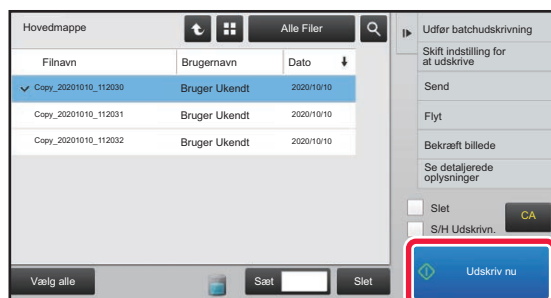 Hovedmappe
Alle Filer
Filnavn Brugernavn Dato
Copy_20201010_112030 Bruger Ukendt 2020/10/10
Copy_20201010_112031 Bruger Ukendt 2020/10/10
Copy_20201010_112032 Bruger Ukendt 2020/10/10
Vælg alle
Sæt
Slet
Udfør batchudskrivning
Skift indstilling for
at udskrive
Send
Flyt
Bekræft billede
Se detaljerede
oplysninger
Slet
S/H Udskrivn.
CA
Udskriv nu